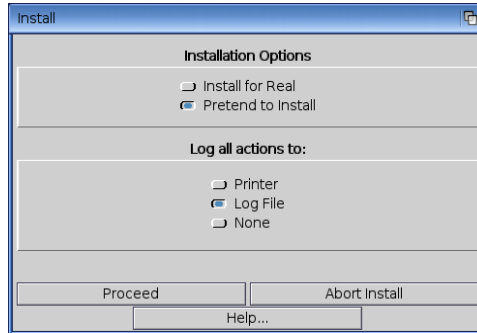 Install
Installation Options
Install for Real
Pretend to Install
Log all actions to:
Printer
Log File
None
Proceed
Abort Install
Help...